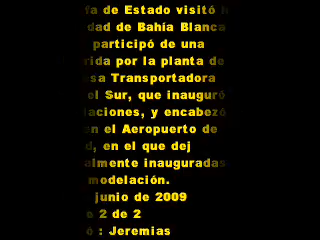 fa de Estado visitó
dad de Bahía Blanca
participó de una
rida por la planta de
sa Transportadora
el Sur, que inauguró
aciones, y encabezó
en el Aeropuerto de
d, en el que dej
almente inauguradas
modelación.
junio de 2009
2 de 2
ó : Jeremias